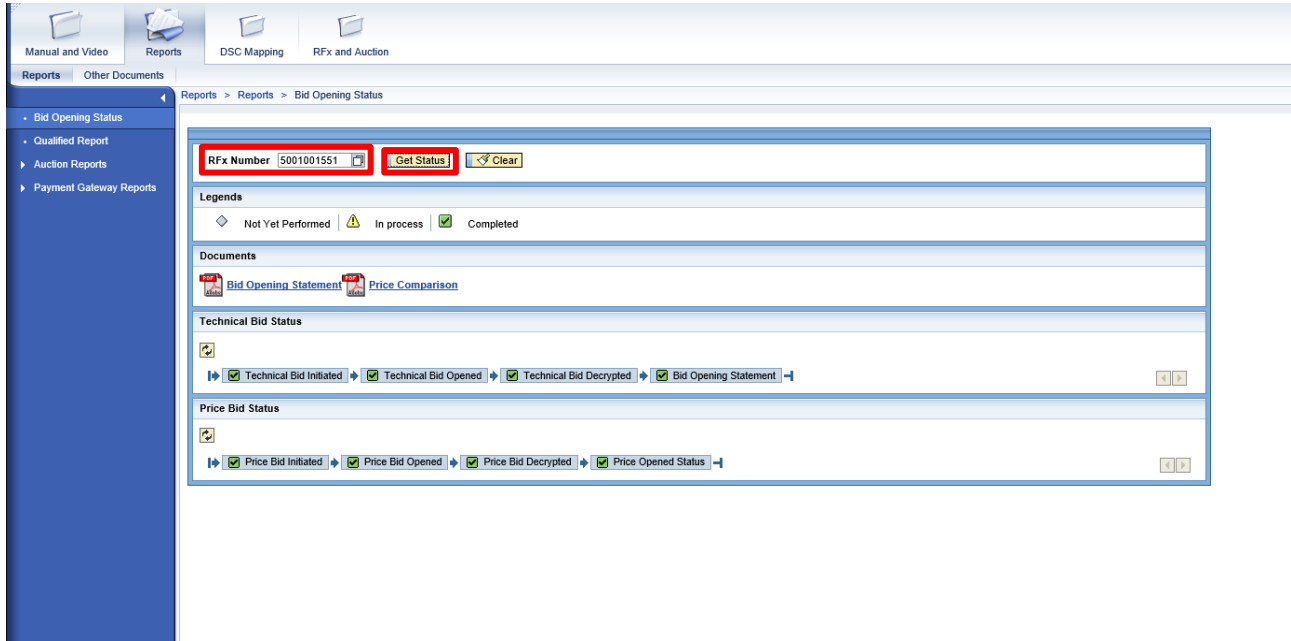 Manual and Video Reports DSC Mapping RFx and Auction
Reports Other Documents
Reports > Reports > Bid Opening Status
Bid Opening Status
Qualified Report
Auction Reports
Payment Gateway Reports
RFx Number 5001001551 Get Status Clear
Legends
Not Yet Performed In process Completed
Documents
PDF Adobe Bid Opening Statement PDF Adobe Price Comparison
Technical Bid Status
Technical Bid Initiated Technical Bid Opened Technical Bid Decrypted Bid Opening Statement
Price Bid Status
Price Bid Initiated Price Bid Opened Price Bid Decrypted Price Opened Status